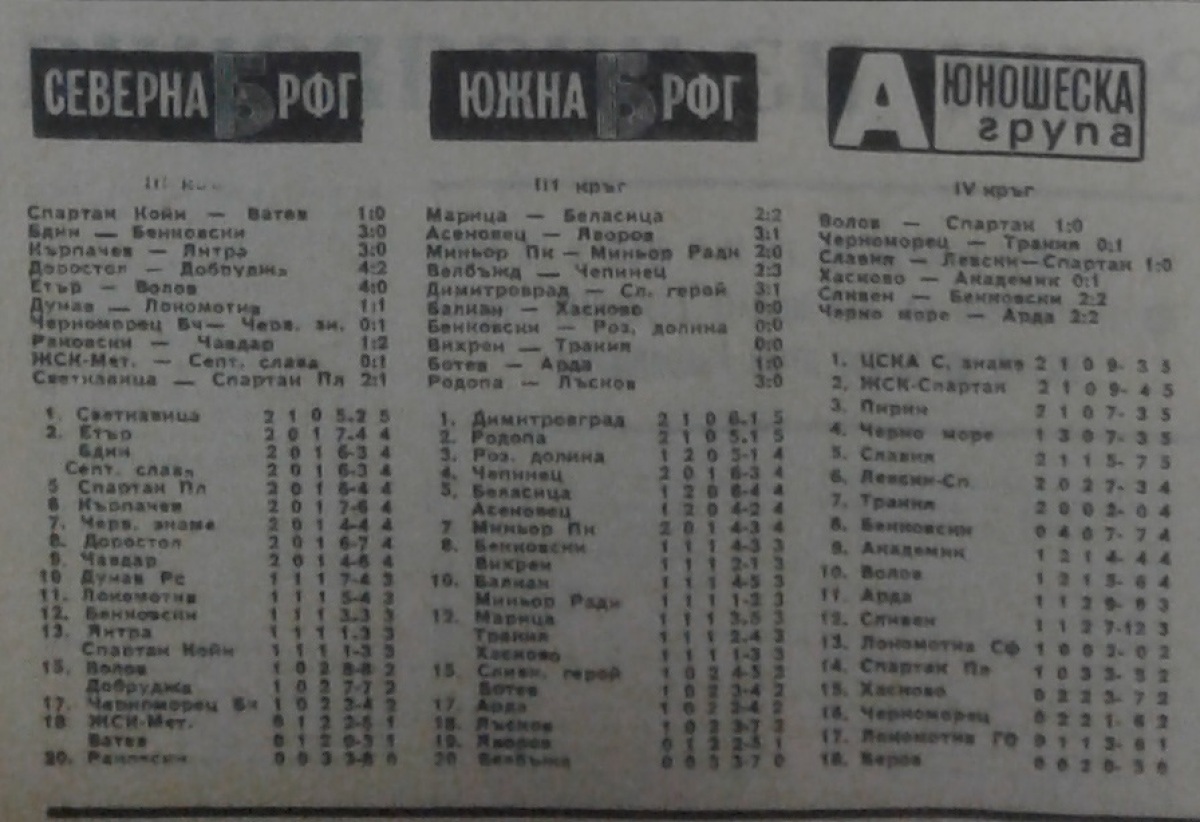 СЕВЕРНА Б РФГ
III кръг
Спартак Койн — Ватев 1:0
Бдин — Бенковски 3:0
Кърпачев — Янтра 3:0
Доростол — Добруджа 4:2
Етър — Волов 4:0
Дунав — Локомотив 1:1
Черноморец Бч— Черв. зн. 0:1
Раковски — Чавдар 1:2
ЖСК-Мет. — Септ. слава 0:1
Светкавица — Спартак Пл 2:1
1. Светкавица 2 1 0 5-2 5
2. Етър 2 0 1 7-4 4
Бдин 2 0 1 6-3 4
Септ. слава 2 0 1 6-3 4
5 Спартак Пл 2 0 1 6-4 4
6 Кърпачев 2 0 1 7-6 4
7. Черв. знаме 2 0 1 4-4 4
8. Доростол 2 0 1 6-7 4
9. Чавдар 2 0 1 4-6 4
10 Дунав Рс 1 1 1 7-4 3
11. Локомотив 1 1 1 5-4 3
12. Бенковски 1 1 1 3-3 3
13. Янтра 1 1 1 1-3 3
Спартак Койн 1 1 1 1-3 3
15. Волов 1 0 2 8-8 2
Добруджа 1 0 2 7-7 2
17. Черноморец Бч 1 0 2 3-4 2
18 ЖСК-Мет. 0 1 2 2-5 1
Ватев 0 1 2 0-3 1
20. Раковски 0 0 3 3-8 0
ЮЖНА Б РФГ
III кръг
Марица — Беласица 2:2
Асеновец — Яворов 3:1
Миньор Пк — Миньор Радн 2:0
Велбъжд — Чепинец 2:3
Димитровград — Сл. герой 3:1
Балкан — Хасково 0:0
Бенковски — Роз. долина 0:0
Вихрен — Тракия 0:0
Ботев — Арда 1:0
Родопа — Лъсков 3:0
1. Димитровград 2 1 0 6-1 5
2. Родопа 2 1 0 5-1 5
3. Роз. долина 1 2 0 5-1 4
4. Чепинец 2 0 1 6-3 4
5. Беласица 1 2 0 6-4 4
Асеновец 1 2 0 4-2 4
7 Миньор Пк 2 0 1 4-3 4
8. Бенковски 1 1 1 4-3 3
Вихрен 1 1 1 2-1 3
10. Балкан 1 1 1 4-5 3
Миньор Радн 1 1 1 1-2 3
12. Марица 1 1 1 3-5 3
Тракия 1 1 1 2-4 3
Хасково 1 1 1 1-3 3
15. Сливн. герой 1 0 2 4-5 2
Ботев 1 0 2 3-4 2
17. Арда 1 0 2 3-4 2
18. Лъсков 1 0 2 3-7 2
19. Яворов 0 1 2 2-5 1
20 Велбъжд 0 0 3 3-7 0
А ЮНОШЕСКА
група
IV кръг
Волов — Спартак 1:0
Черноморец — Тракия 0:1
Славия — Левски—Спартак 1:0
Хасково — Академик 0:1
Сливен — Бенковски 2:2
Черно море — Арда 2:2
1. ЦСКА С. знаме 2 1 0 9- 3 5
2. ЖСК-Спартак 2 1 0 9- 4 5
3. Пирин 2 1 0 7- 3 5
4. Черно море 1 3 0 7- 3 5
5. Славия 2 1 1 5- 7 5
6. Левски-Сп 2 0 2 7- 3 4
7. Тракия 2 0 0 2- 0 4
8. Бенковски 0 4 0 7- 7 4
9. Академик 1 2 1 4- 4 4
10. Волов 1 2 1 5- 6 4
11. Арда 1 1 2 3
12. Сливен 1 1 2 7-12 3
13. Локомотив Сф 1 0 0 2- 0 2
14. Спартак Пл 1 0 3 3- 5 2
15. Хасково 0 2 2 3- 7 2
16. Черноморец 0 2 2 1- 6 2
17. Локомотив ГО 0 1 1 3- 6 1
18. Берое 0 0 2 0- 3 0